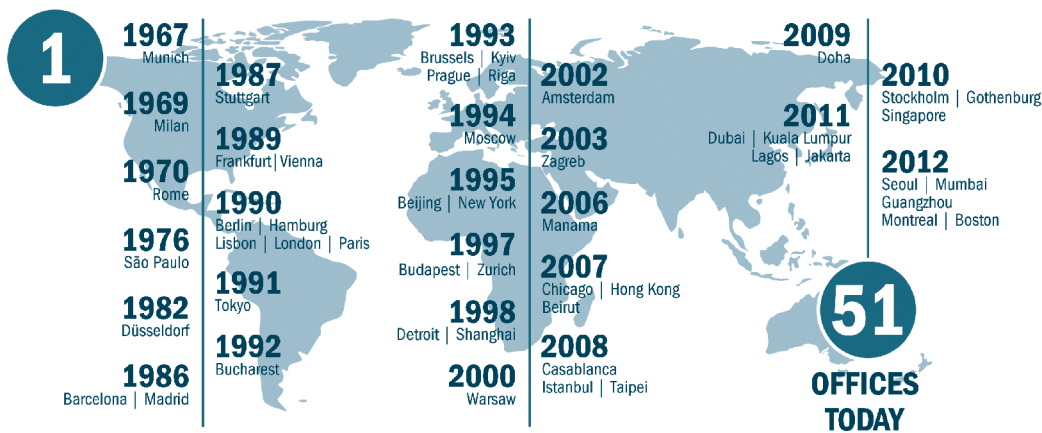 1
1967
Munich
1969
Milan
1970
Rome
1976
São Paulo
1982
Düsseldorf
1986
Barcelona | Madrid
1987
Stuttgart
1989
Frankfurt | Vienna
1990
Berlin | Hamburg
Lisbon | London | Paris
1991
Tokyo
1992
Bucharest
1993
Brussels | Kyiv
Prague | Riga
1994
Moscow
1995
Beijing | New York
1997
Budapest | Zurich
1998
Detroit | Shanghai
2000
Warsaw
2002
Amsterdam
2003
Zagreb
2006
Manama
2007
Chicago | Hong Kong
Beirut
2008
Casablanca
Istanbul | Taipei
2009
Doha
2011
Dubai | Kuala Lumpur
Lagos | Jakarta
2010
Stockholm | Gothenburg
Singapore
2012
Seoul | Mumbai
Guangzhou
Montreal | Boston
51
OFFICES
TODAY